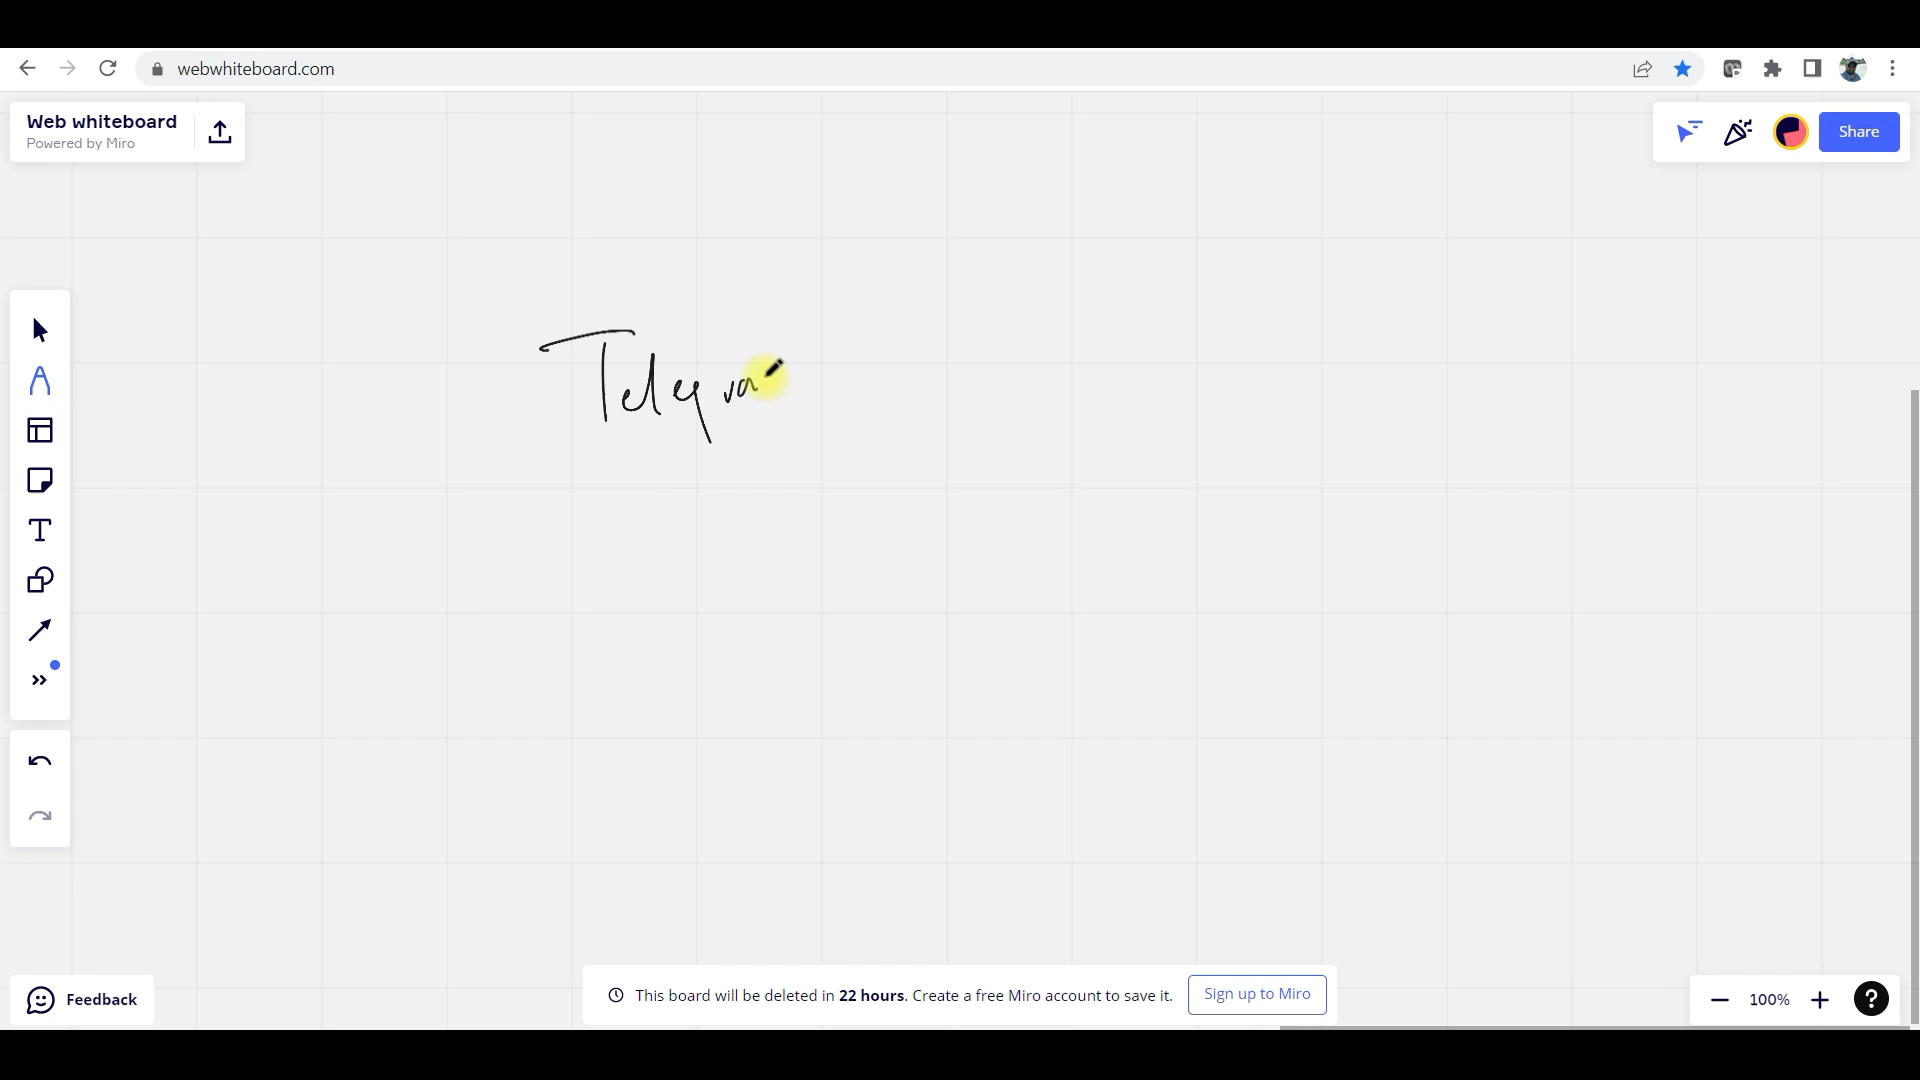 webwhiteboard.com
Web whiteboard
Powered by Miro
Share
Telegra
Feedback
This board will be deleted in 22 hours. Create a free Miro account to save it.
Sign up to Miro
100%